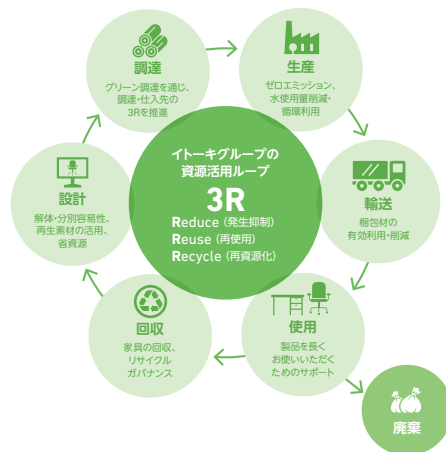 調達
グリーン調達を通じ、
調達・仕入先の
3Rを推進
生産
ゼロエミッション、
水使用量削減・
循環利用
イトーキグループの
資源活用ループ
3R
Reduce (発生抑制)
Reuse (再使用)
Recycle (再資源化)
設計
解体・分別容易性、
再生素材の活用、
省資源
輸送
梱包材の
有効利用・削減
回収
家具の回収、
リサイクル
ガバナンス
使用
製品を長く
お使いいただく
ためのサポート
廃棄